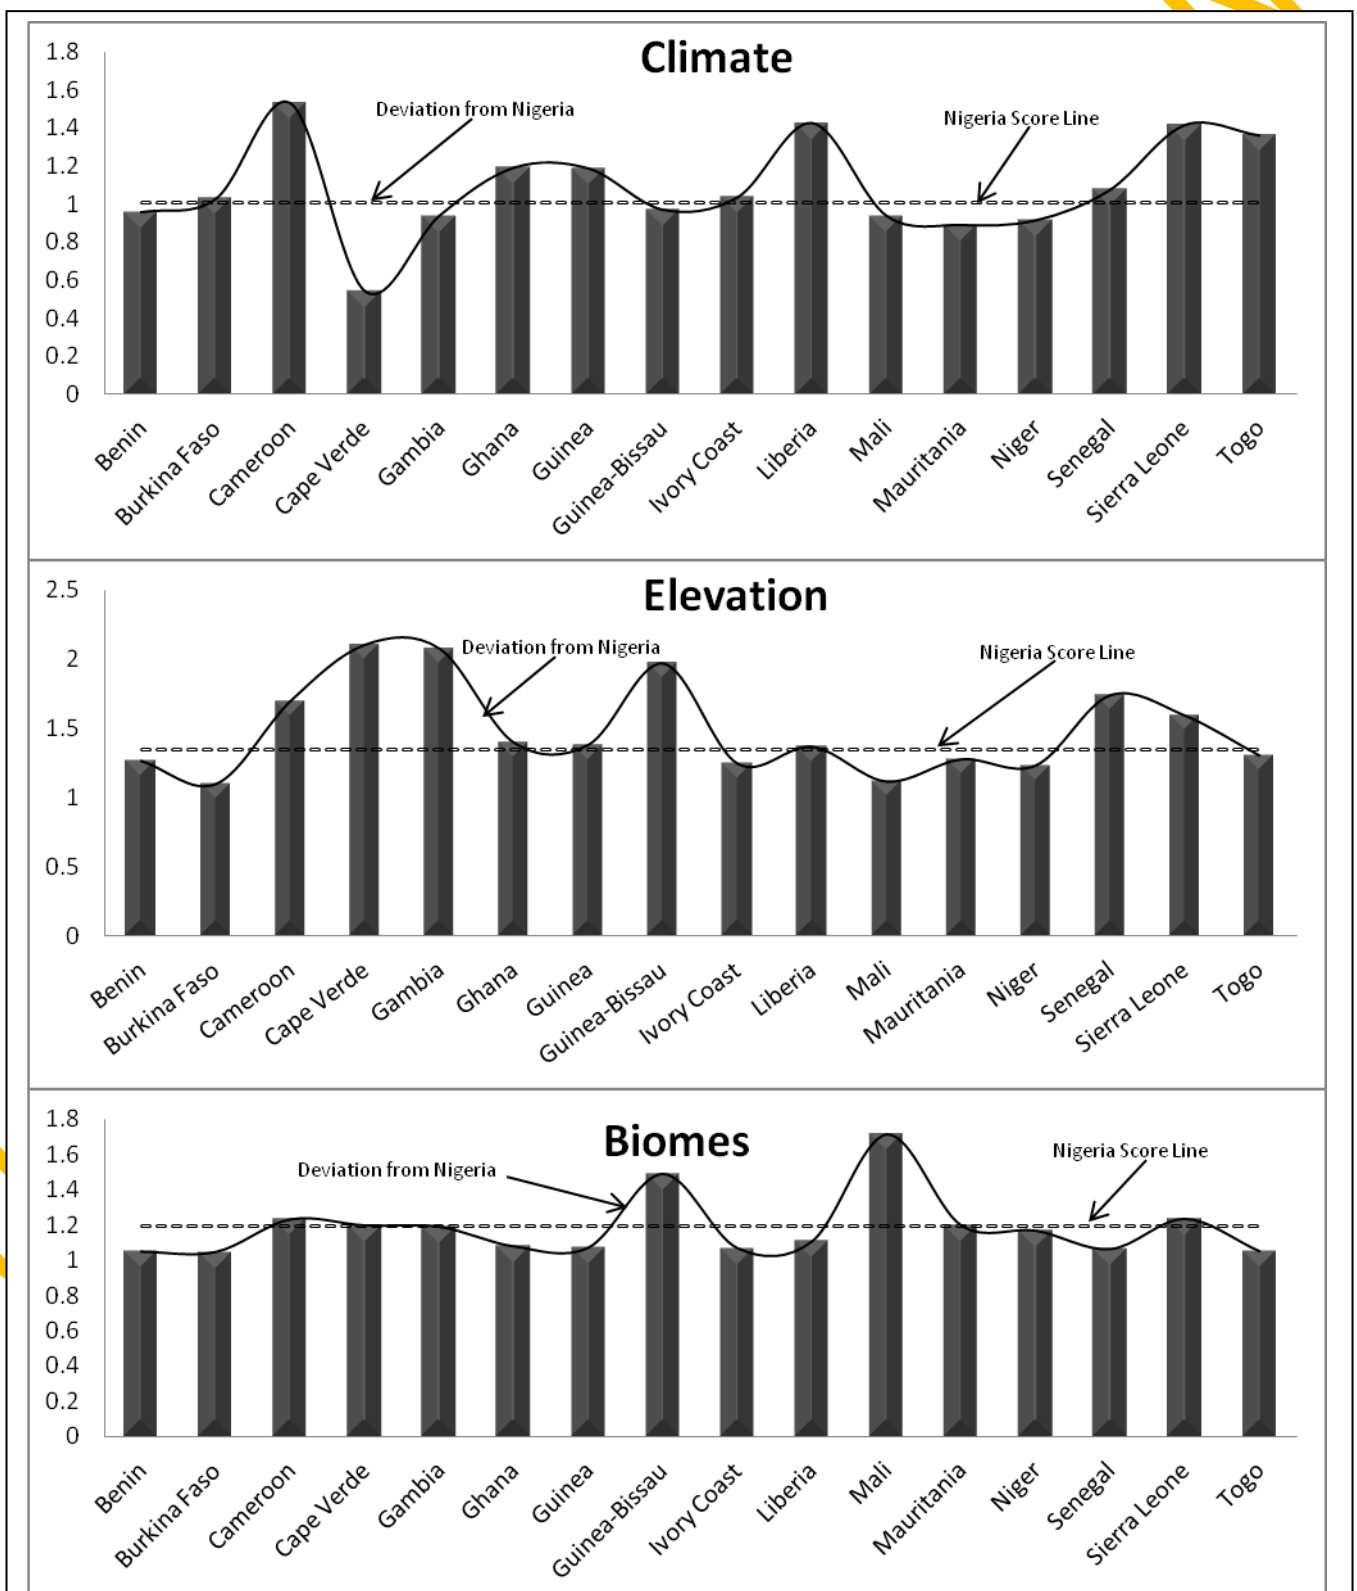 Climate
1.8
1.6
1.4
1.2
1
0.8
0.6
0.4
0.2
0
Deviation from Nigeria
Nigeria Score Line
Benin
Burkina Faso
Cameroon
Cape Verde
Gambia
Ghana
Guinea
Guinea-Bissau
Ivory Coast
Liberia
Mali
Mauritania
Niger
Senegal
Sierra Leone
Togo
Elevation
2.5
2
1.5
1
0.5
0
Deviation from Nigeria
Nigeria Score Line
Benin
Burkina Faso
Cameroon
Cape Verde
Gambia
Ghana
Guinea
Guinea-Bissau
Ivory Coast
Liberia
Mali
Mauritania
Niger
Senegal
Sierra Leone
Togo
Biomes
1.8
1.6
1.4
1.2
1
0.8
0.6
0.4
0.2
0
Deviation from Nigeria
Nigeria Score Line
Benin
Burkina Faso
Cameroon
Cape Verde
Gambia
Ghana
Guinea
Guinea-Bissau
Ivory Coast
Liberia
Mali
Mauritania
Niger
Senegal
Sierra Leone
Togo